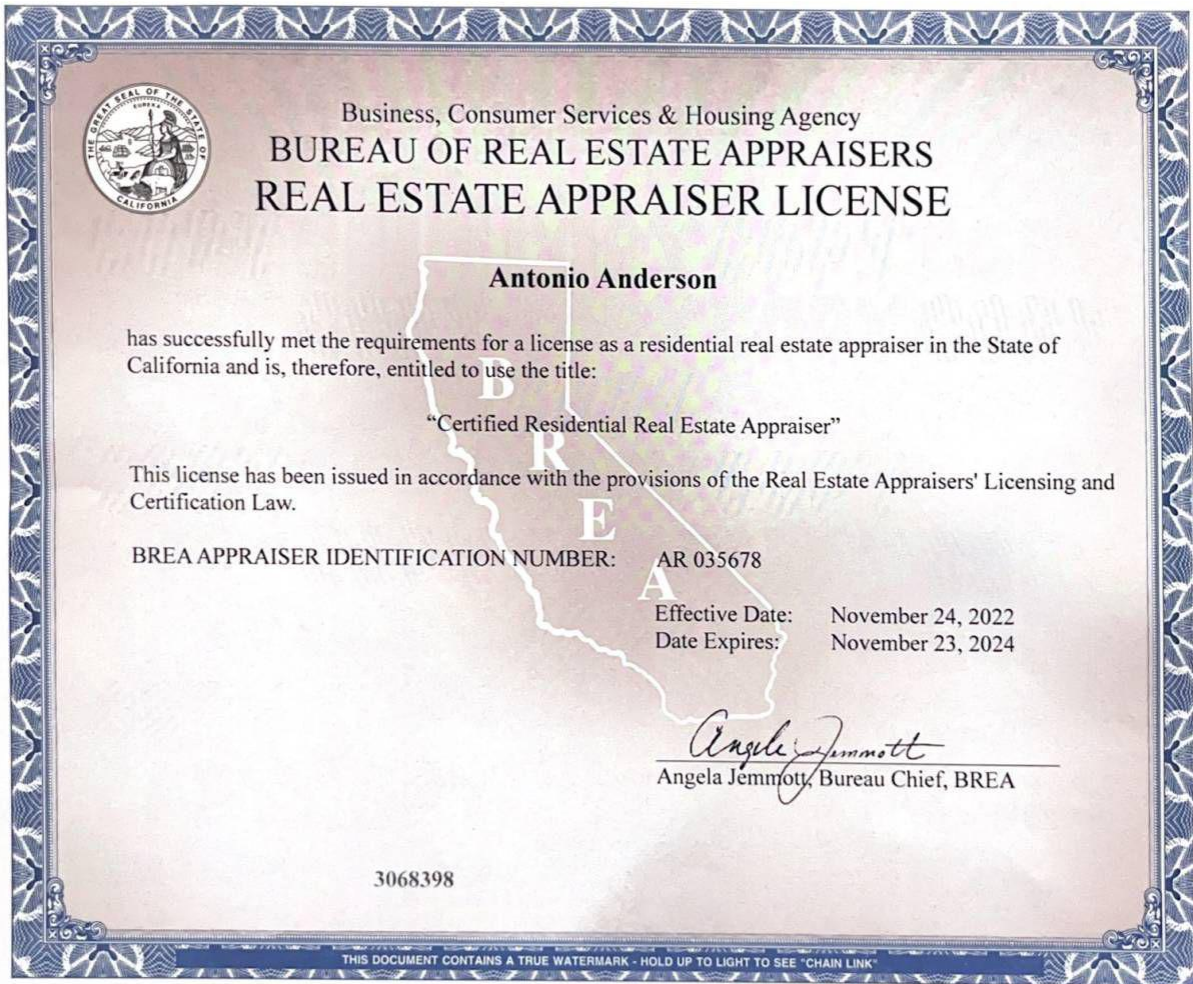 THE GREAT SEAL OF THE STATE OF CALIFORNIA
EUREKA
Business, Consumer Services & Housing Agency
BUREAU OF REAL ESTATE APPRAISERS
REAL ESTATE APPRAISER LICENSE
Antonio Anderson
has successfully met the requirements for a license as a residential real estate appraiser in the State of
California and is, therefore, entitled to use the title:
“Certified Residential Real Estate Appraiser”
This license has been issued in accordance with the provisions of the Real Estate Appraisers' Licensing and
Certification Law.
BREA APPRAISER IDENTIFICATION NUMBER: AR 035678
Effective Date: November 24, 2022
Date Expires: November 23, 2024
B
R
E
A
Angela Jemmott
Angela Jemmott, Bureau Chief, BREA
3068398
THIS DOCUMENT CONTAINS A TRUE WATERMARK - HOLD UP TO LIGHT TO SEE "CHAIN LINK"